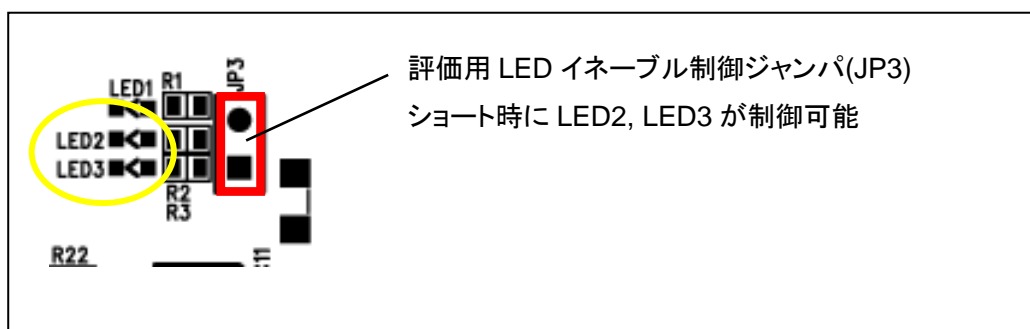 評価用 LED イネーブル制御ジャンパ(JP3)
ショート時に LED2, LED3 が制御可能
LED1 R1 JP3
LED2
LED3
R2
R3
R22